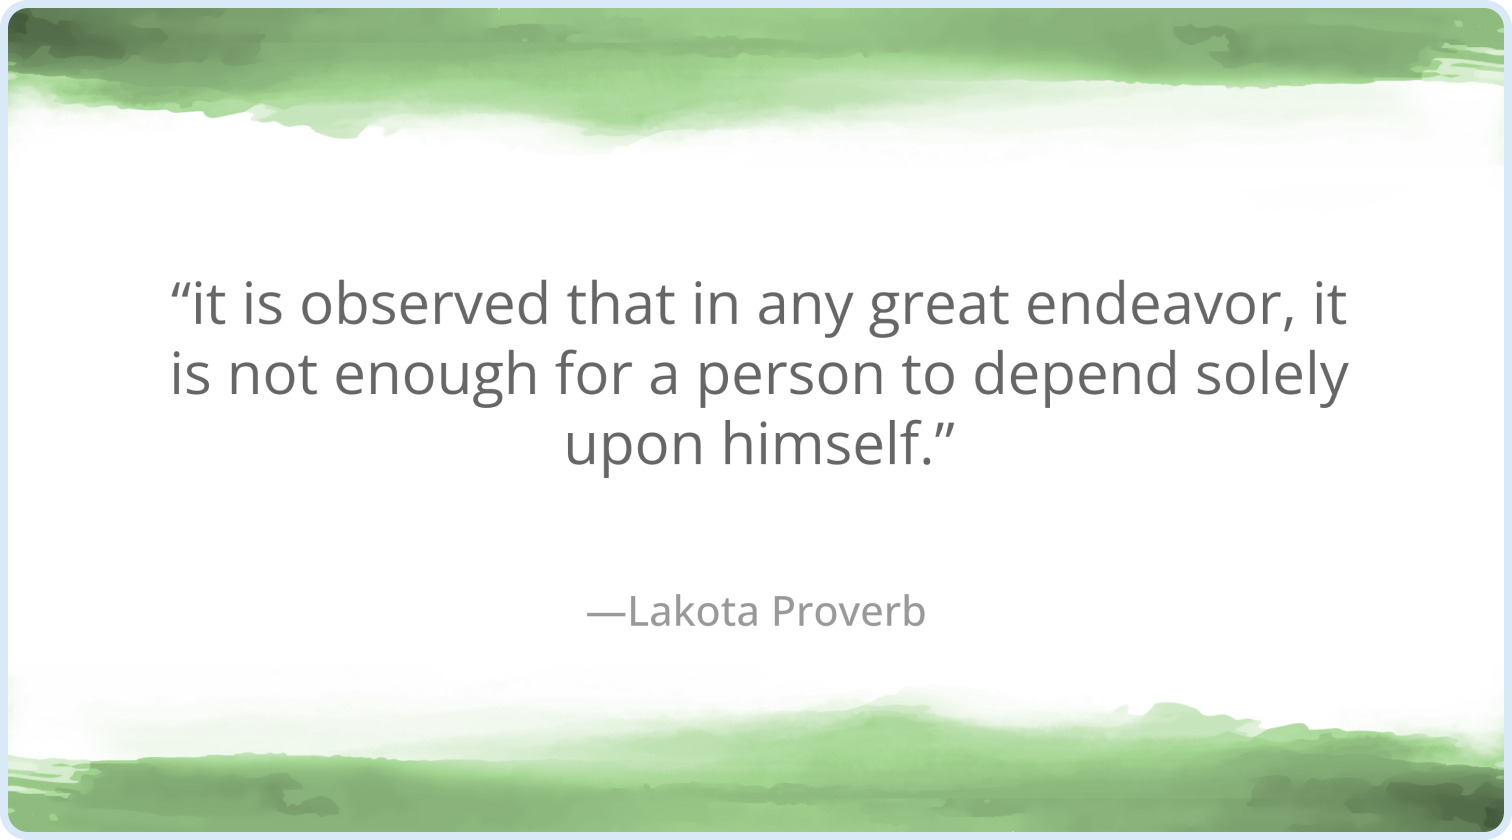 “it is observed that in any great endeavor, it
is not enough for a person to depend solely
upon himself.”
—Lakota Proverb